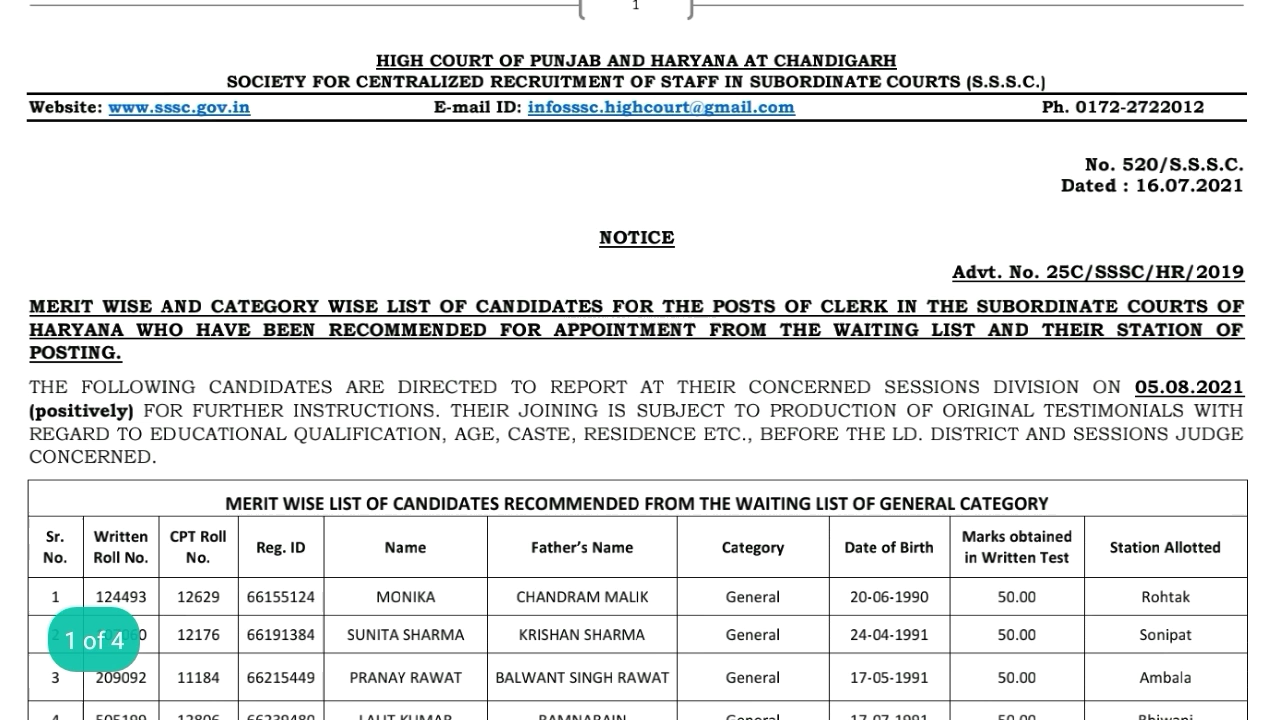 1
HIGH COURT OF PUNJAB AND HARYANA AT CHANDIGARH
SOCIETY FOR CENTRALIZED RECRUITMENT OF STAFF IN SUBORDINATE COURTS (S.S.S.C.)
Website: www.sssc.gov.in E-mail ID: infosssc.highcourt@gmail.com Ph. 0172-2722012
No. 520/S.S.S.C.
Dated : 16.07.2021
NOTICE
Advt. No. 25C/SSSC/HR/2019
MERIT WISE AND CATEGORY WISE LIST OF CANDIDATES FOR THE POSTS OF CLERK IN THE SUBORDINATE COURTS OF
HARYANA WHO HAVE BEEN RECOMMENDED FOR APPOINTMENT FROM THE WAITING LIST AND THEIR STATION OF
POSTING.
THE FOLLOWING CANDIDATES ARE DIRECTED TO REPORT AT THEIR CONCERNED SESSIONS DIVISION ON 05.08.2021
(positively) FOR FURTHER INSTRUCTIONS. THEIR JOINING IS SUBJECT TO PRODUCTION OF ORIGINAL TESTIMONIALS WITH
REGARD TO EDUCATIONAL QUALIFICATION, AGE, CASTE, RESIDENCE ETC., BEFORE THE LD. DISTRICT AND SESSIONS JUDGE
CONCERNED.
MERIT WISE LIST OF CANDIDATES RECOMMENDED FROM THE WAITING LIST OF GENERAL CATEGORY
Sr. No. Written Roll No. CPT Roll No. Reg. ID Name Father's Name Category Date of Birth Marks obtained in Written Test Station Allotted
1 124493 12629 66155124 MONIKA CHANDRAM MALIK General 20-06-1990 50.00 Rohtak
12176 66191384 SUNITA SHARMA KRISHAN SHARMA General 24-04-1991 50.00 Sonipat
1 of 4
3 209092 11184 66215449 PRANAY RAWAT BALWANT SINGH RAWAT General 17-05-1991 50.00 Ambala
LALIT KUMAR RAMNARAIN General 17-07-1991 50.00 Bhiwani